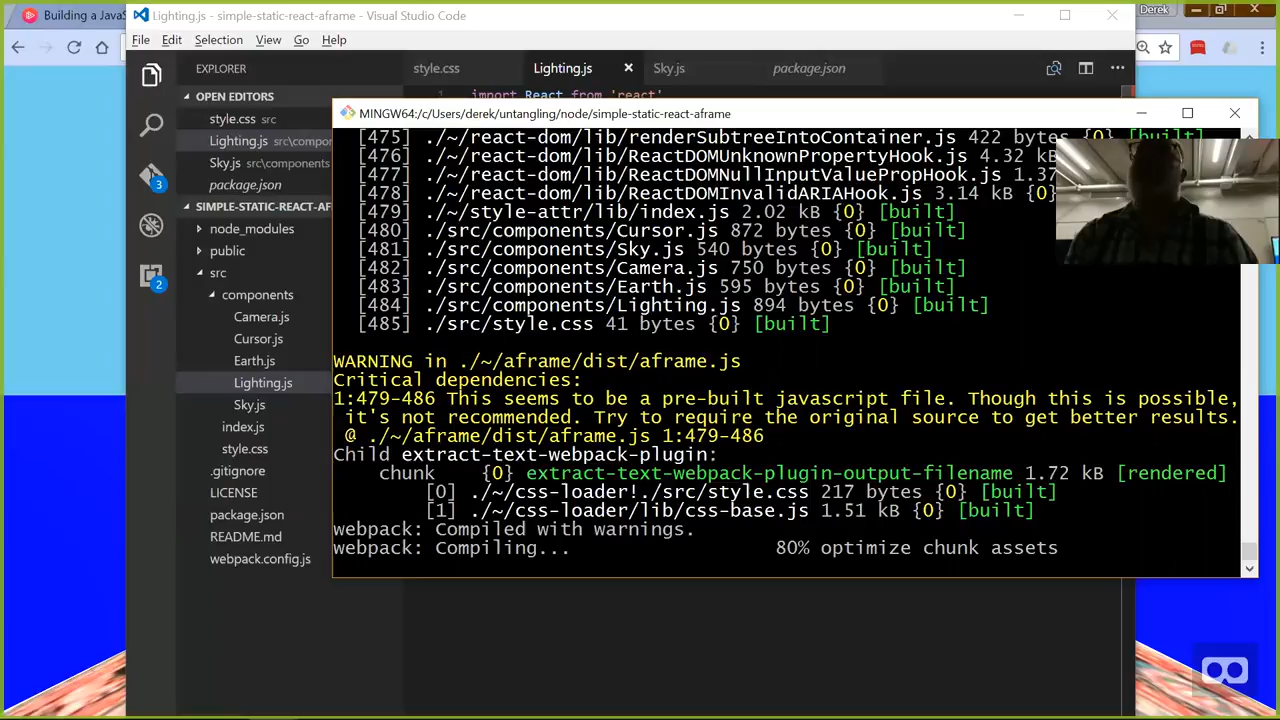 Building a JavaS
Lighting.js - simple-static-react-aframe - Visual Studio Code
Derek
File Edit Selection View Go Help
EXPLORER
style.css Lighting.js Sky.js package.json
OPEN EDITORS
1 import React from 'react'
style.css src
Lighting.js src\compo
Sky.js src\components
package.json
SIMPLE-STATIC-REACT-AF
node_modules
public
src
components
Camera.js
Cursor.js
Earth.js
Lighting.js
Sky.js
index.js
style.css
.gitignore
LICENSE
package.json
README.md
webpack.config.js
3
2
MINGW64:/c/Users/derek/untangling/node/simple-static-react-aframe
[475] ./~/react-dom/lib/renderSubtreeIntoContainer.js 422 bytes {0} [built]
[476] ./~/react-dom/lib/ReactDOMUnknownPropertyHook.js 4.32 kB
[477] ./~/react-dom/lib/ReactDOMNullInputValuePropHook.js 1.37
[478] ./~/react-dom/lib/ReactDOMInvalidARIAHook.js 3.14 kB {0}
[479] ./~/style-attr/lib/index.js 2.02 kB {0} [built]
[480] ./src/components/Cursor.js 872 bytes {0} [built]
[481] ./src/components/Sky.js 540 bytes {0} [built]
[482] ./src/components/Camera.js 750 bytes {0} [built]
[483] ./src/components/Earth.js 595 bytes {0} [built]
[484] ./src/components/Lighting.js 894 bytes {0} [built]
[485] ./src/style.css 41 bytes {0} [built]
WARNING in ./~/aframe/dist/aframe.js
Critical dependencies:
1:479-486 This seems to be a pre-built javascript file. Though this is possible,
it's not recommended. Try to require the original source to get better results.
@ ./~/aframe/dist/aframe.js 1:479-486
Child extract-text-webpack-plugin:
chunk {0} extract-text-webpack-plugin-output-filename 1.72 kB [rendered]
[0] ./~/css-loader!./src/style.css 217 bytes {0} [built]
[1] ./~/css-loader/lib/css-base.js 1.51 kB {0} [built]
webpack: Compiled with warnings.
webpack: Compiling... 80% optimize chunk assets